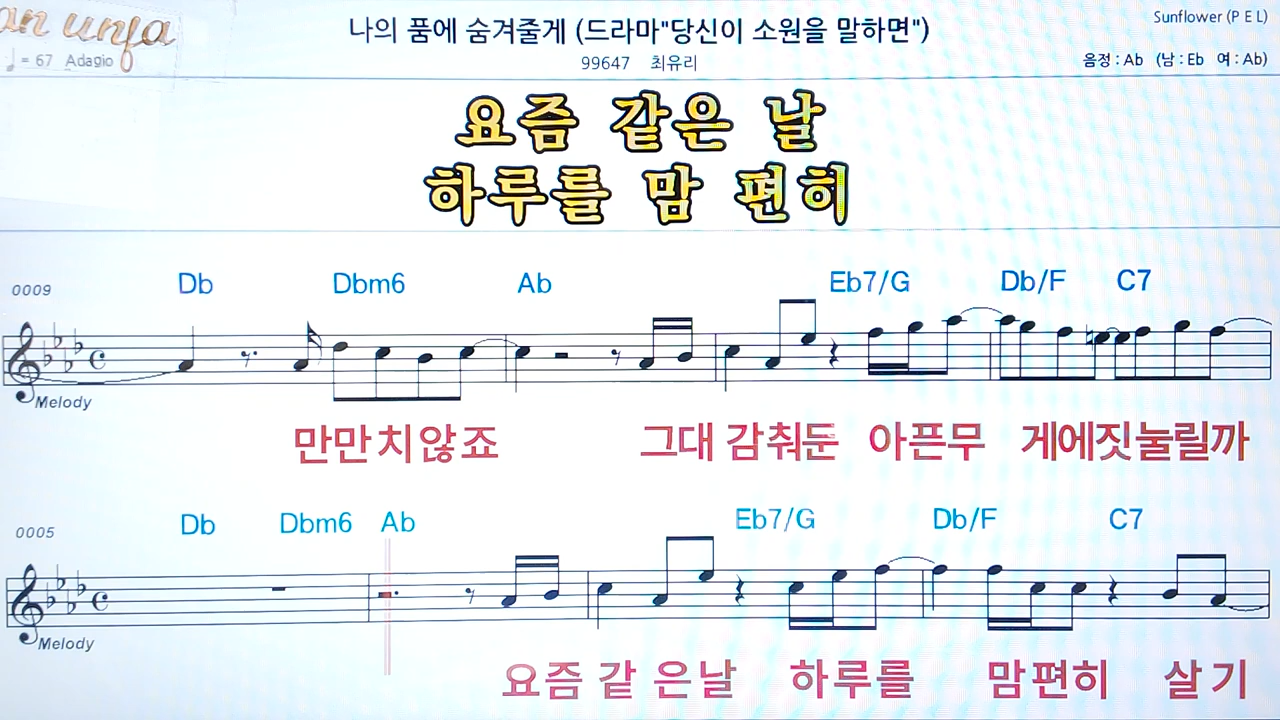 나의 품에 숨겨줄게 (드라마"당신이 소원을 말하면")
Sunflower (P E L)
♩ = 67 Adagio
99647 최유리
음정 : Ab (남 : Eb 여 : Ab)
요즘 같은 날
하루를 맘 편히
0009 Db Dbm6 Ab Eb7/G Db/F C7
Melody
만만치않죠 그대 감춰둔 아픈무 게에짓눌릴까
0005 Db Dbm6 Ab Eb7/G Db/F C7
Melody
요즘 같 은날 하루를 맘편히 살기